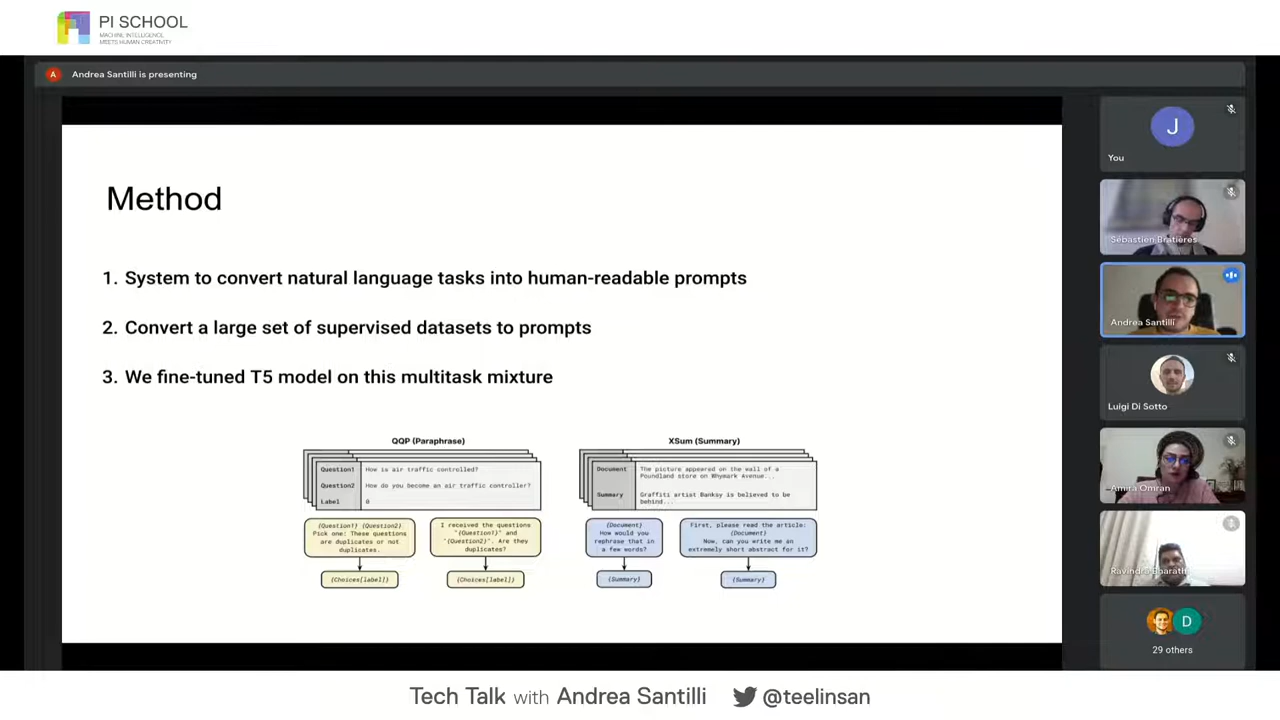 PI SCHOOL
MACHINE INTELLIGENCE
MEETS HUMAN CREATIVITY
A
Andrea Santilli is presenting
Method
1. System to convert natural language tasks into human-readable prompts
2. Convert a large set of supervised datasets to prompts
3. We fine-tuned T5 model on this multitask mixture
QQP (Paraphrase)
Question1 How is air traffic controlled?
Question2 How do you become an air traffic controller?
Label 0
{Question1} {Question2}
Pick one: These questions
are duplicates or not
duplicates.
{Choices[label]}
I received the questions
"{Question1}" and
"{Question2}". Are they
duplicates?
{Choices[label]}
XSum (Summary)
Document The picture appeared on the wall of a
Poundland store on Whymark Avenue...
Summary Graffiti artist Banksy is believed to be
behind...
{Document}
How would you
rephrase that in
a few words?
{Summary}
First, please read the article:
{Document}
Now, can you write me an
extremely short abstract for it?
{Summary}
J
You
Sébastien Bratières
Andrea Santilli
Luigi Di Sotto
Amira Omran
Ravindra Bharathi
D
29 others
Tech Talk with Andrea Santilli @teelinsan